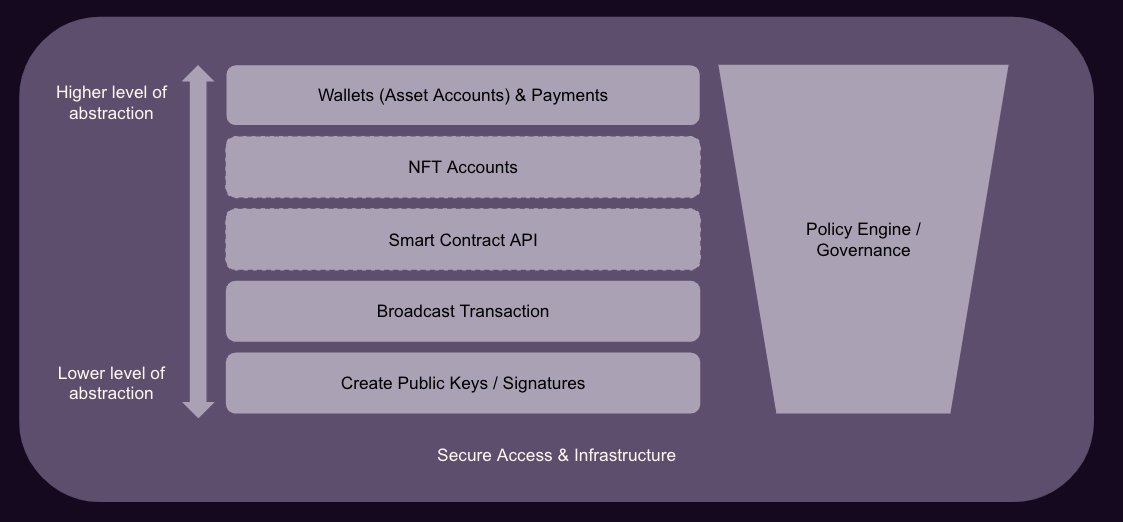 Higher level of
abstraction
Wallets (Asset Accounts) & Payments
NFT Accounts
Smart Contract API
Broadcast Transaction
Create Public Keys / Signatures
Lower level of
abstraction
Policy Engine /
Governance
Secure Access & Infrastructure